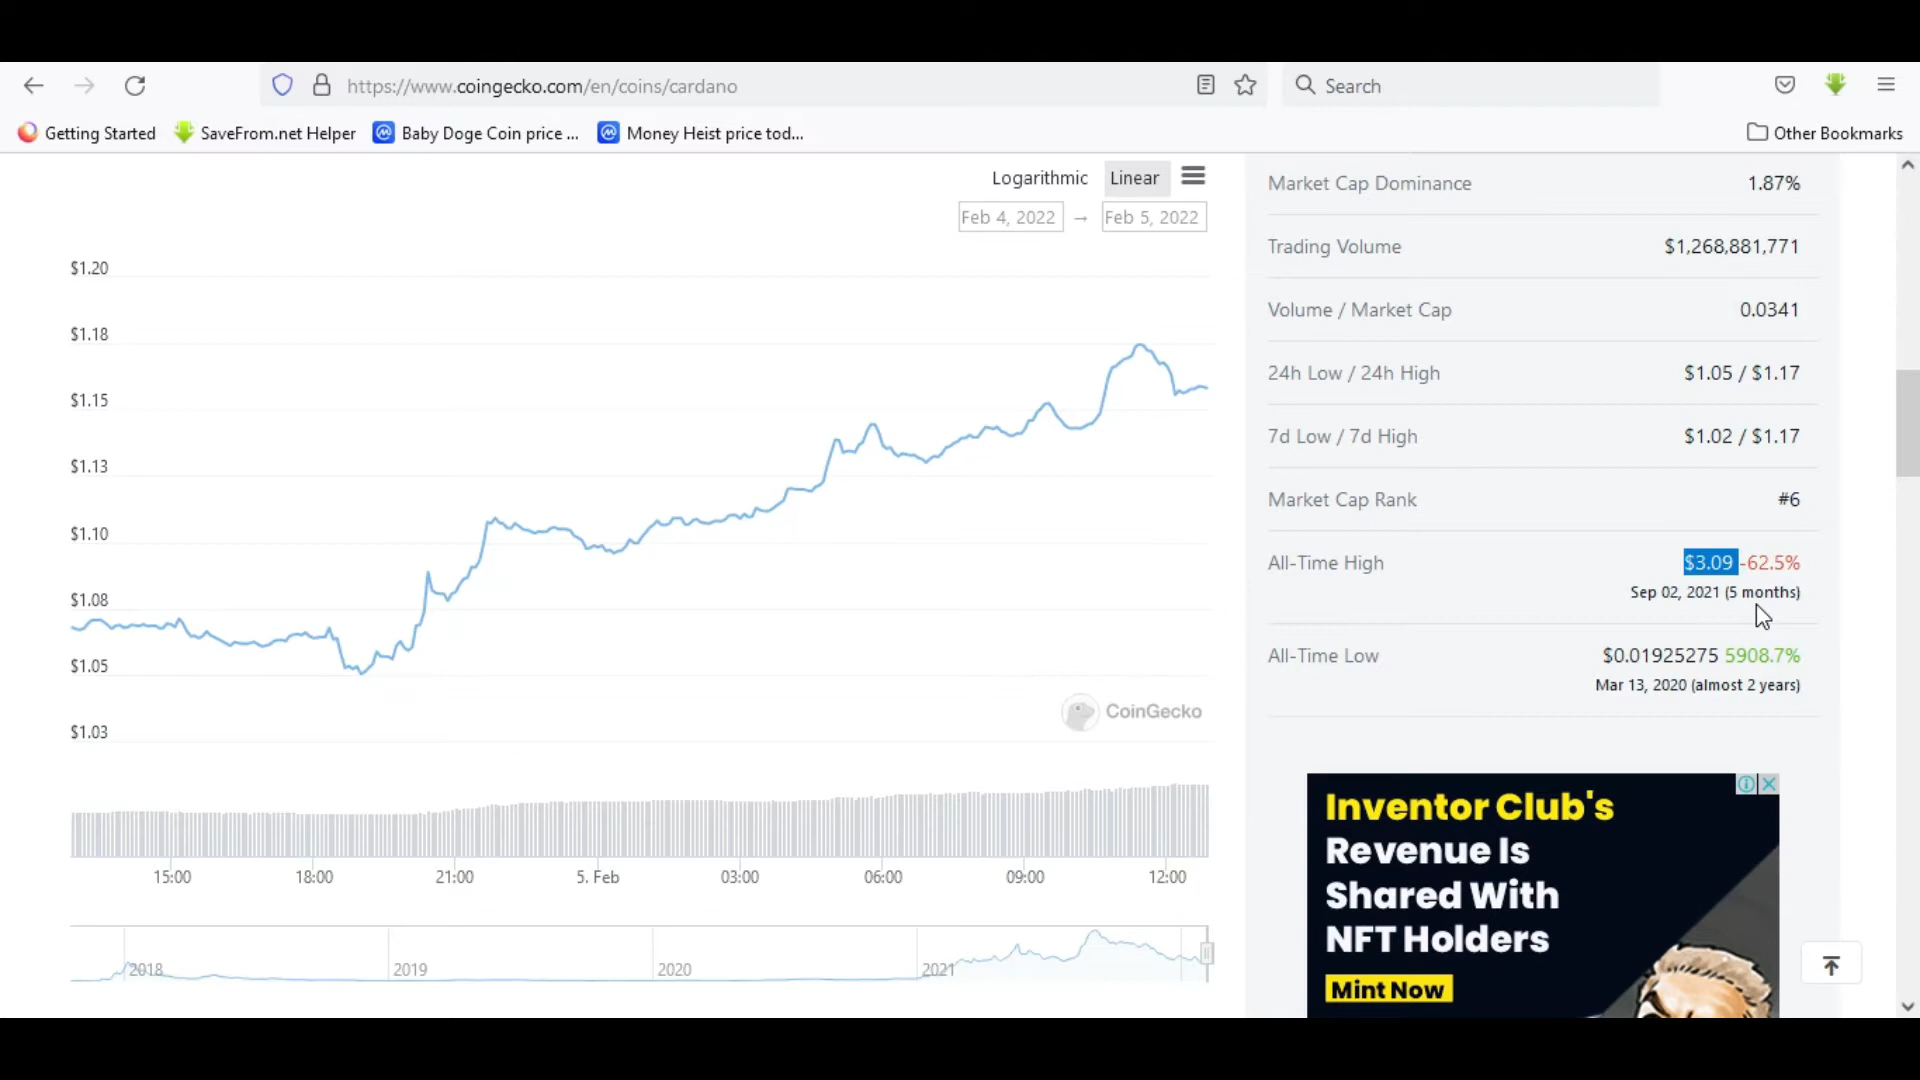 https://www.coingecko.com/en/coins/cardano
Search
Getting Started
SaveFrom.net Helper
Baby Doge Coin price ...
Money Heist price tod...
Other Bookmarks
Logarithmic
Linear
Feb 4, 2022 → Feb 5, 2022
$1.20
$1.18
$1.15
$1.13
$1.10
$1.08
$1.05
$1.03
CoinGecko
15:00
18:00
21:00
5. Feb
03:00
06:00
09:00
12:00
2018
2019
2020
2021
Market Cap Dominance 1.87%
Trading Volume $1,268,881,771
Volume / Market Cap 0.0341
24h Low / 24h High $1.05 / $1.17
7d Low / 7d High $1.02 / $1.17
Market Cap Rank #6
All-Time High $3.09 -62.5%
Sep 02, 2021 (5 months)
All-Time Low $0.01925275 5908.7%
Mar 13, 2020 (almost 2 years)
Inventor Club's
Revenue Is
Shared With
NFT Holders
Mint Now